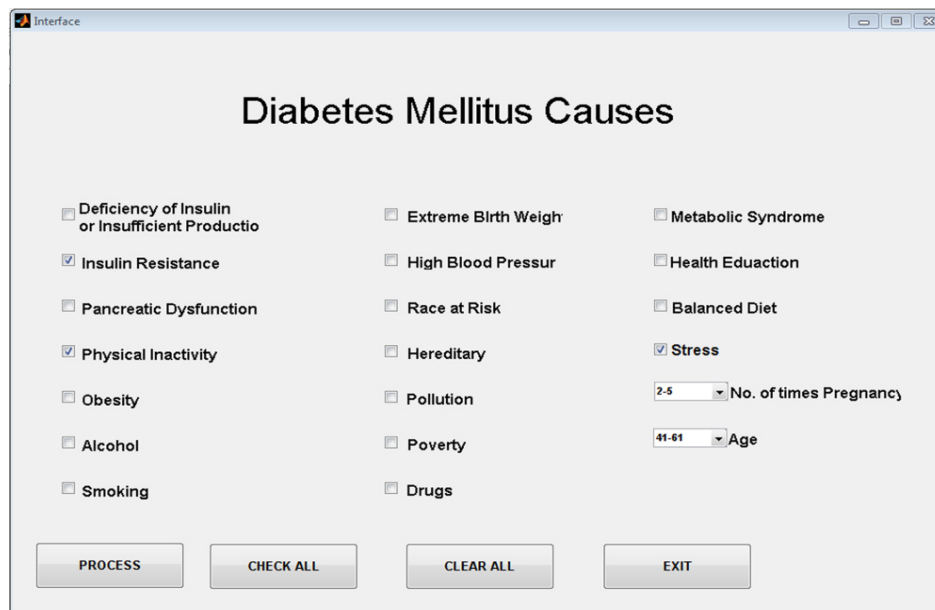 Interface
Diabetes Mellitus Causes
Deficiency of Insulin
or Insufficient Productio
Insulin Resistance
Pancreatic Dysfunction
Physical Inactivity
Obesity
Alcohol
Smoking
Extreme BIrth Weigh
High Blood Pressur
Race at Risk
Hereditary
Pollution
Poverty
Drugs
Metabolic Syndrome
Health Eduaction
Balanced Diet
Stress
2-5 No. of times Pregnancy
41-61 Age
PROCESS CHECK ALL CLEAR ALL EXIT